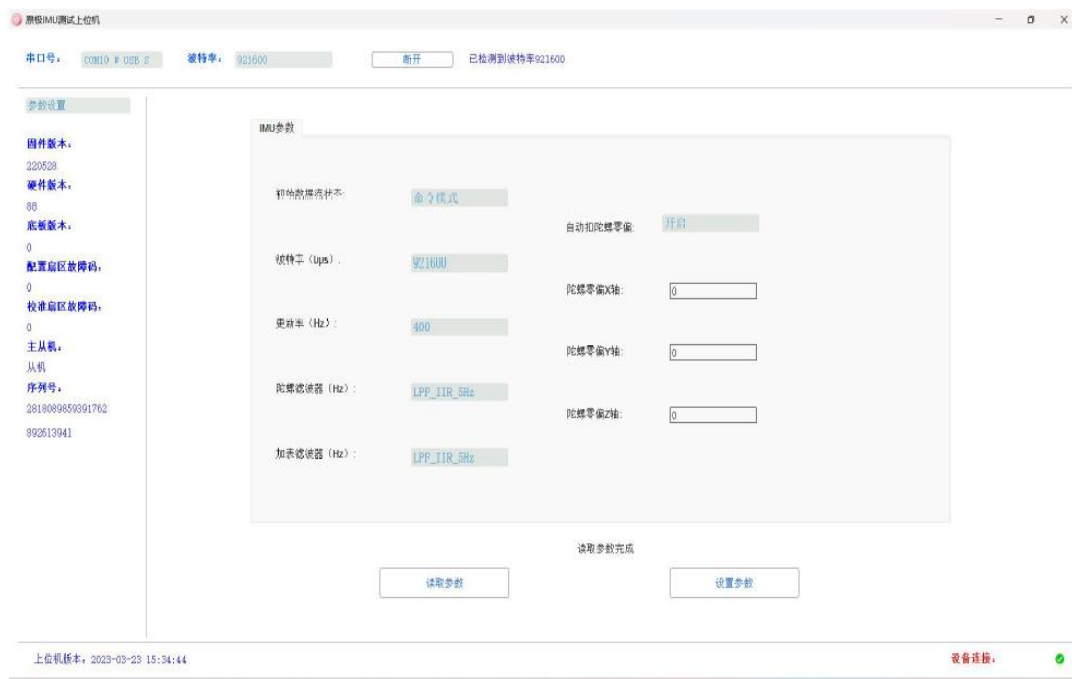 原极IMU测试上位机
串口号: COM10 # USB S 波特率: 921600 断开 已检测到波特率921600
参数设置
固件版本:
220528
硬件版本:
88
底板版本:
0
配置扇区故障码:
0
校准扇区故障码:
0
主从机:
从机
序列号:
2818089859391762
892613941
IMU参数
初始数据流状态: 命令模式
波特率（bps）: 921600
更新率（Hz）: 400
陀螺滤波器（Hz）: LPF_IIR_5Hz
加表滤波器（Hz）: LPF_IIR_5Hz
自动扣陀螺零偏: 开启
陀螺零偏X轴: 0
陀螺零偏Y轴: 0
陀螺零偏Z轴: 0
读取参数完成
读取参数 设置参数
上位机版本: 2023-03-23 15:34:44 设备连接: